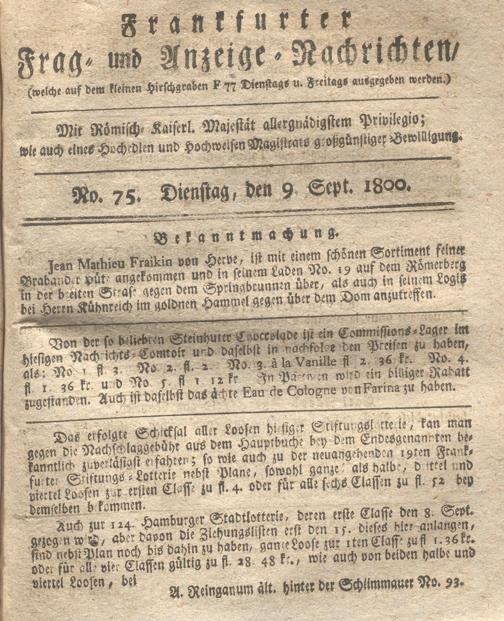 Frankfurter
Frag- und Anzeige-Nachrichten/
(welche auf dem kleinen Hirschgraben F 77 Dienstags u. Freitags ausgegeben werden.)
Mit Römisch Kaiserl. Majestät allergnädigstem Privilegio;
wie auch eines Hochedlen und Hochweisen Magistrats großgünstiger Bewilligung.
No. 75. Dienstag, den 9. Sept. 1800.
Bekanntmachung.
Jean Mathieu Fraikin von Herve, ist mit einem schönen Sortiment feiner
Brabander Hüte angekommen und in seinem Laden No. 19 auf dem Römerberg
in der breiten Straße gegen dem Springbrunnen über, als auch in seinem Logis
bei Herren Kühnreich im goldnen Hammel gegen über dem Dom anzutreffen.
Von der so beliebten Steinhuter Choccolade ist ein Commissions-Lager im
hiesigen Nachrichts-Comtoir und daselbst in nachfolgenden Preisen zu haben,
als: No. 1 fl. 3. No. 2. fl. 2. No. 3. à la Vanille fl. 2. 36 kr. No. 4.
fl. 1. 36 kr. und No. 5. fl. 1 12 kr. In wird ein billiger Rabatt
zugestanden. Auch ist daselbst das ächte Eau de Cologne von Farina zu haben.
Das erfolgte Schicksal aller Loosen hiesiger Stiftungslotterie, kan man
gegen die Nachschlaggebühr aus dem Hauptbuche bey dem Endesgenannten be-
kanntlich zuverläßigst erfahren; so wie auch zu der neuangehenden 19ten Frank-
furter Stiftungs-Lotterie nebst Plane, sowohl ganze als halbe, drittel und
viertel Loosen zur ersten Classe zu fl. 4. oder für alle sechs Classen zu fl. 52 bey
demselben bekommen.
Auch zur 124. Hamburger Stadtlotterie, deren erste Classe den 8. Sept.
gezogen wird, aber davon die Ziehungslisten erst den 15. dieses hier anlangen,
sind nebst Plan noch bis dahin zu haben, ganze Loose zur 1ten Classe zu fl. 1. 36 kr.
oder für alle vier Classen gültig zu fl. 28. 48 kr., wie auch von beiden halbe und
viertel Loosen, bei
A. Reinganum ält. hinter der Schlimmauer No. 93.